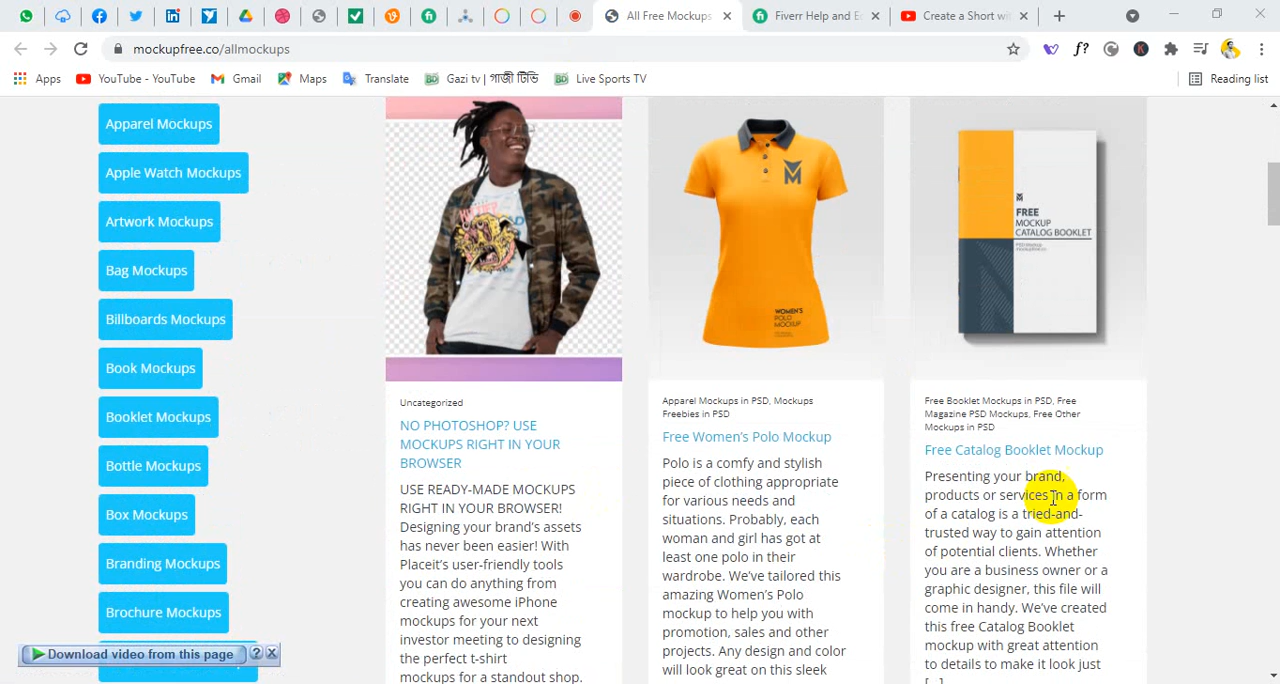 All Free Mockups
Fiverr Help and E
Create a Short wit
mockupfree.co/allmockups
Apps
YouTube - YouTube
Gmail
Maps
Translate
Gazi tv | গাজী টিভি
Live Sports TV
Reading list
Apparel Mockups
Apple Watch Mockups
Artwork Mockups
Bag Mockups
Billboards Mockups
Book Mockups
Booklet Mockups
Bottle Mockups
Box Mockups
Branding Mockups
Brochure Mockups
Download video from this page
Uncategorized
NO PHOTOSHOP? USE
MOCKUPS RIGHT IN YOUR
BROWSER
USE READY-MADE MOCKUPS
RIGHT IN YOUR BROWSER!
Designing your brand's assets
has never been easier! With
Placeit's user-friendly tools
you can do anything from
creating awesome iPhone
mockups for your next
investor meeting to designing
the perfect t-shirt
mockups for a standout shop.
WOMEN'S
POLO
MOCKUP
Apparel Mockups in PSD, Mockups
Freebies in PSD
Free Women's Polo Mockup
Polo is a comfy and stylish
piece of clothing appropriate
for various needs and
situations. Probably, each
woman and girl has got at
least one polo in their
wardrobe. We've tailored this
amazing Women's Polo
mockup to help you with
promotion, sales and other
projects. Any design and color
will look great on this sleek
FREE
MOCKUP
CATALOG BOOKLET
Free Booklet Mockups in PSD, Free
Magazine PSD Mockups, Free Other
Mockups in PSD
Free Catalog Booklet Mockup
Presenting your brand,
products or services in a form
of a catalog is a tried-and-
trusted way to gain attention
of potential clients. Whether
you are a business owner or a
graphic designer, this file will
come in handy. We've created
this free Catalog Booklet
mockup with great attention
to details to make it look just
[...]